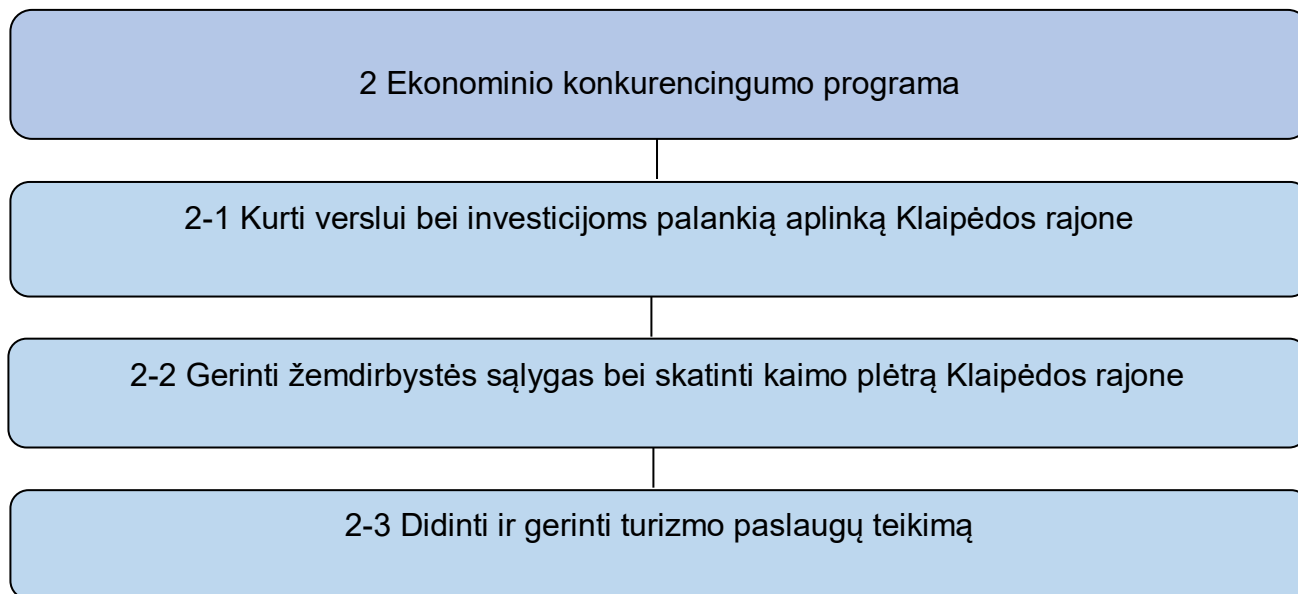 2 Ekonominio konkurencingumo programa
2-1 Kurti verslui bei investicijoms palankią aplinką Klaipėdos rajone
2-2 Gerinti žemdirbystės sąlygas bei skatinti kaimo plėtrą Klaipėdos rajone
2-3 Didinti ir gerinti turizmo paslaugų teikimą